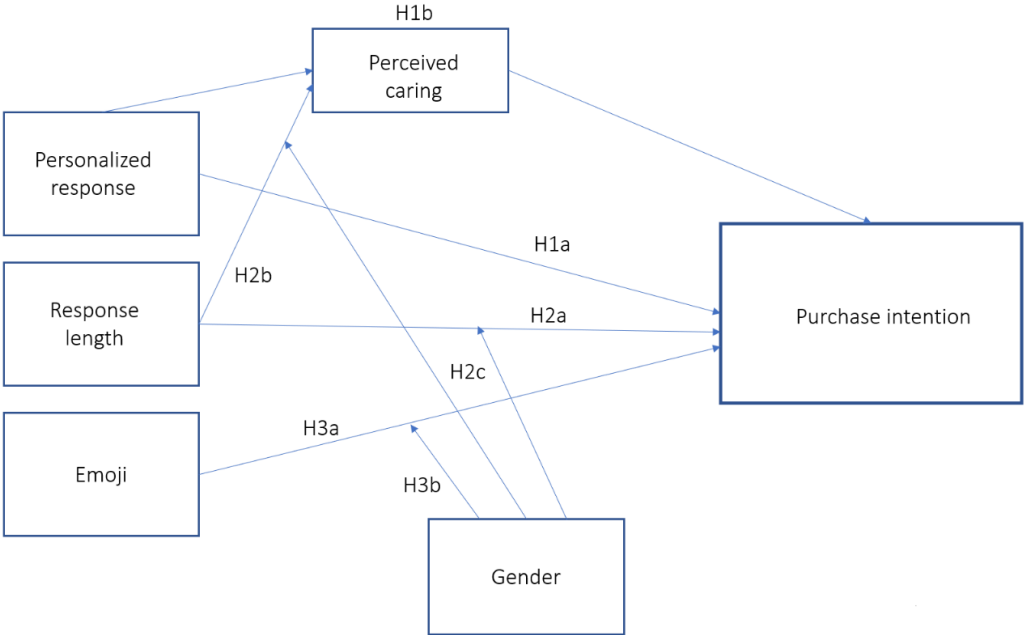 H1b
Perceived
caring
Personalized
response
H1a
H2b
Response
length
H2a
Purchase intention
H2c
H3a
Emoji
H3b
Gender